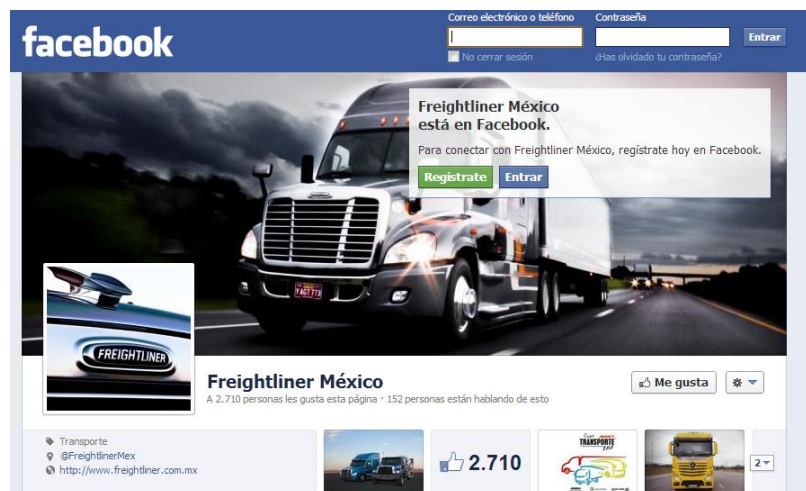 facebook
Correo electrónico o teléfono
Contraseña
Entrar
No cerrar sesión
¿Has olvidado tu contraseña?
Freightliner México
está en Facebook.
Para conectar con Freightliner México, regístrate hoy en Facebook.
Regístrate
Entrar
YAGT773
FREIGHTLINER
Freightliner México
A 2.710 personas les gusta esta página · 152 personas están hablando de esto
Me gusta
Transporte
@FreightlinerMex
http://www.freightliner.com.mx
2.710
TRANSPORTE
2